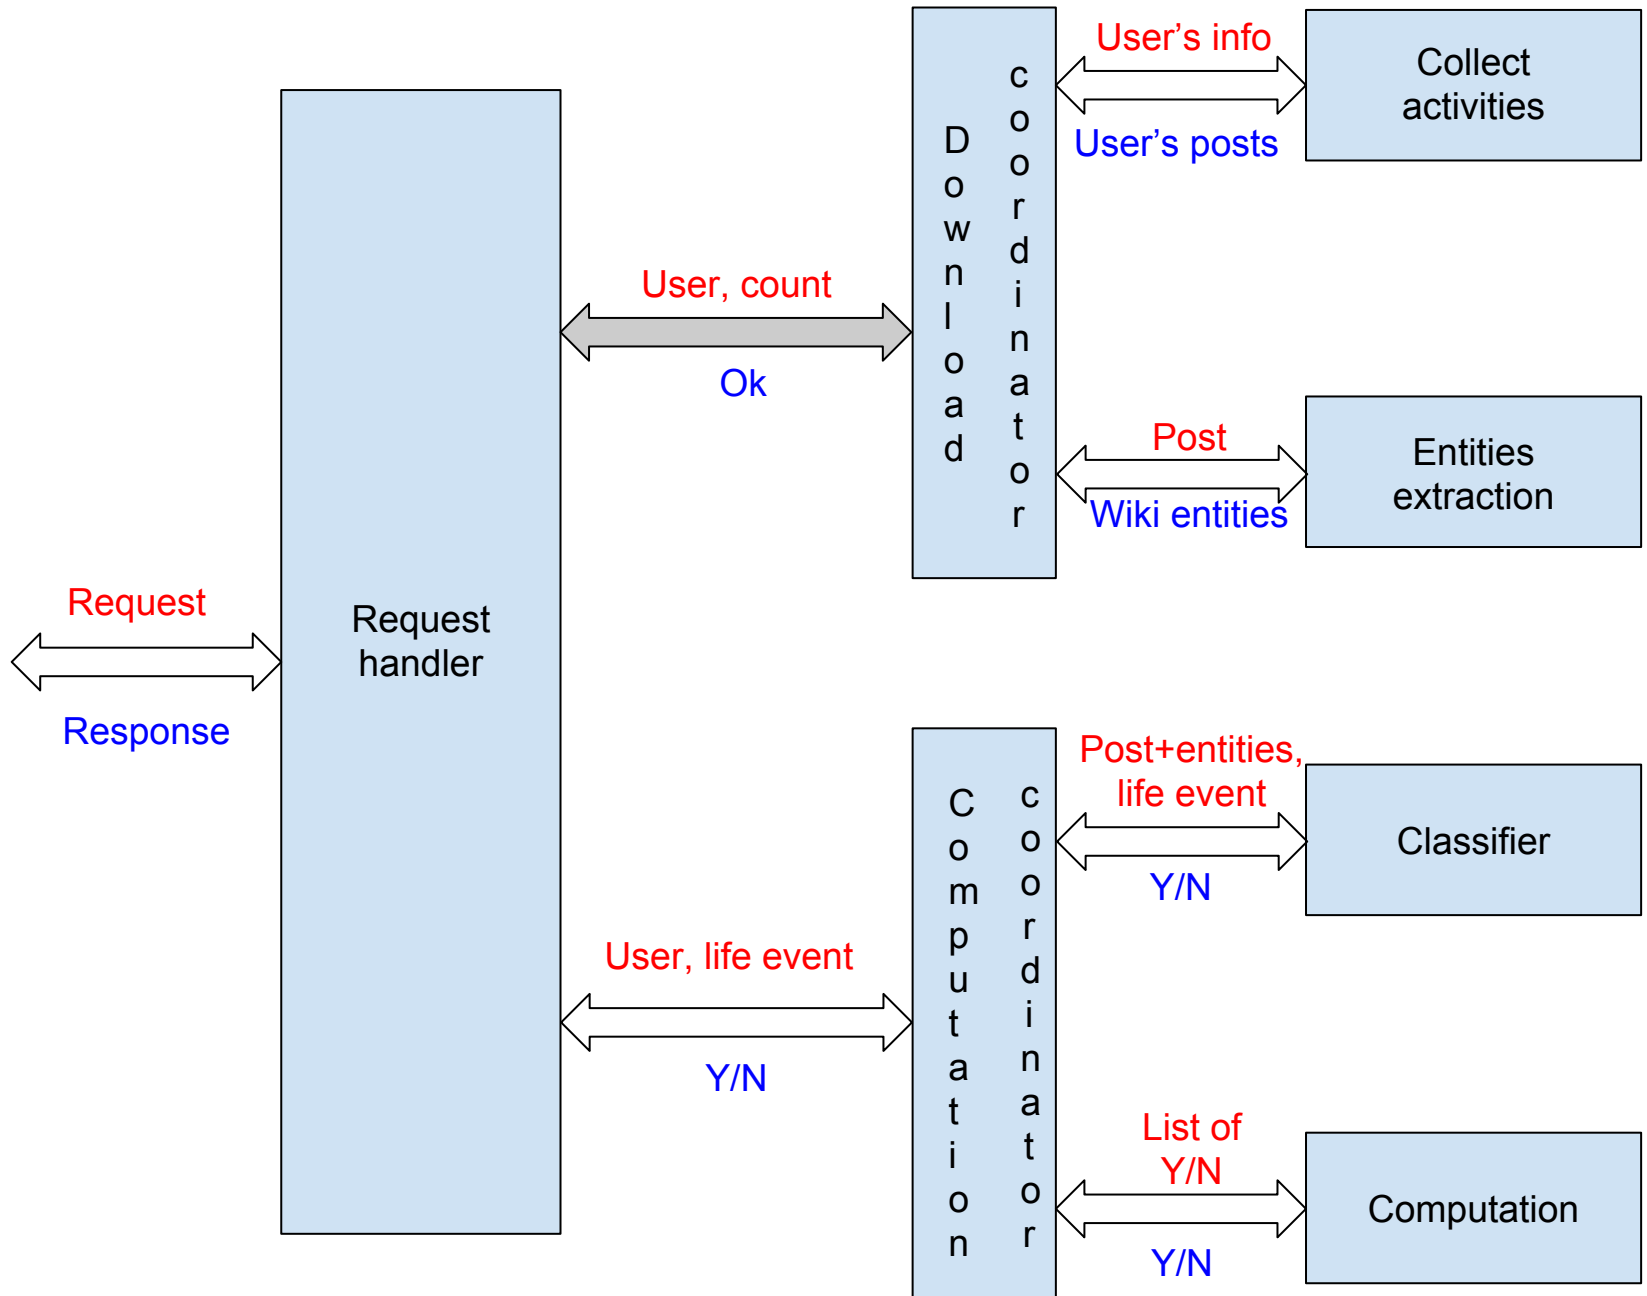 Request
Response
Request
handler
User, count
Ok
User, life event
Y/N
Download
coordinator
User’s info
User’s posts
Collect
activities
Post
Wiki entities
Entities
extraction
Computation
coordinator
Post+entities,
life event
Y/N
Classifier
List of
Y/N
Y/N
Computation